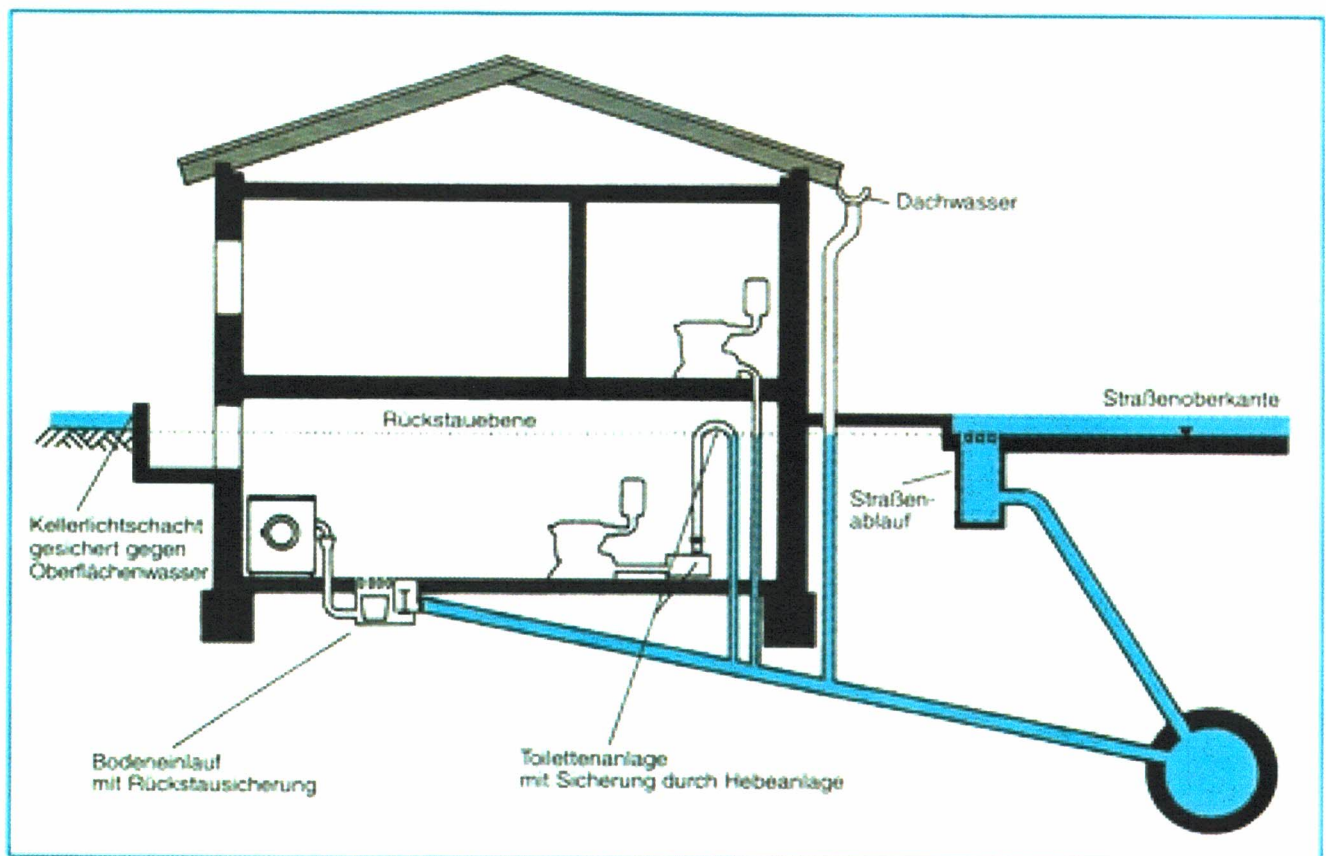 Dachwasser
Straßenoberkante
Rückstauebene
Kellerlichtschacht
gesichert gegen
Oberflächenwasser
Straßen-
ablauf
Bodeneinlauf
mit Rückstausicherung
Toilettenanlage
mit Sicherung durch Hebeanlage